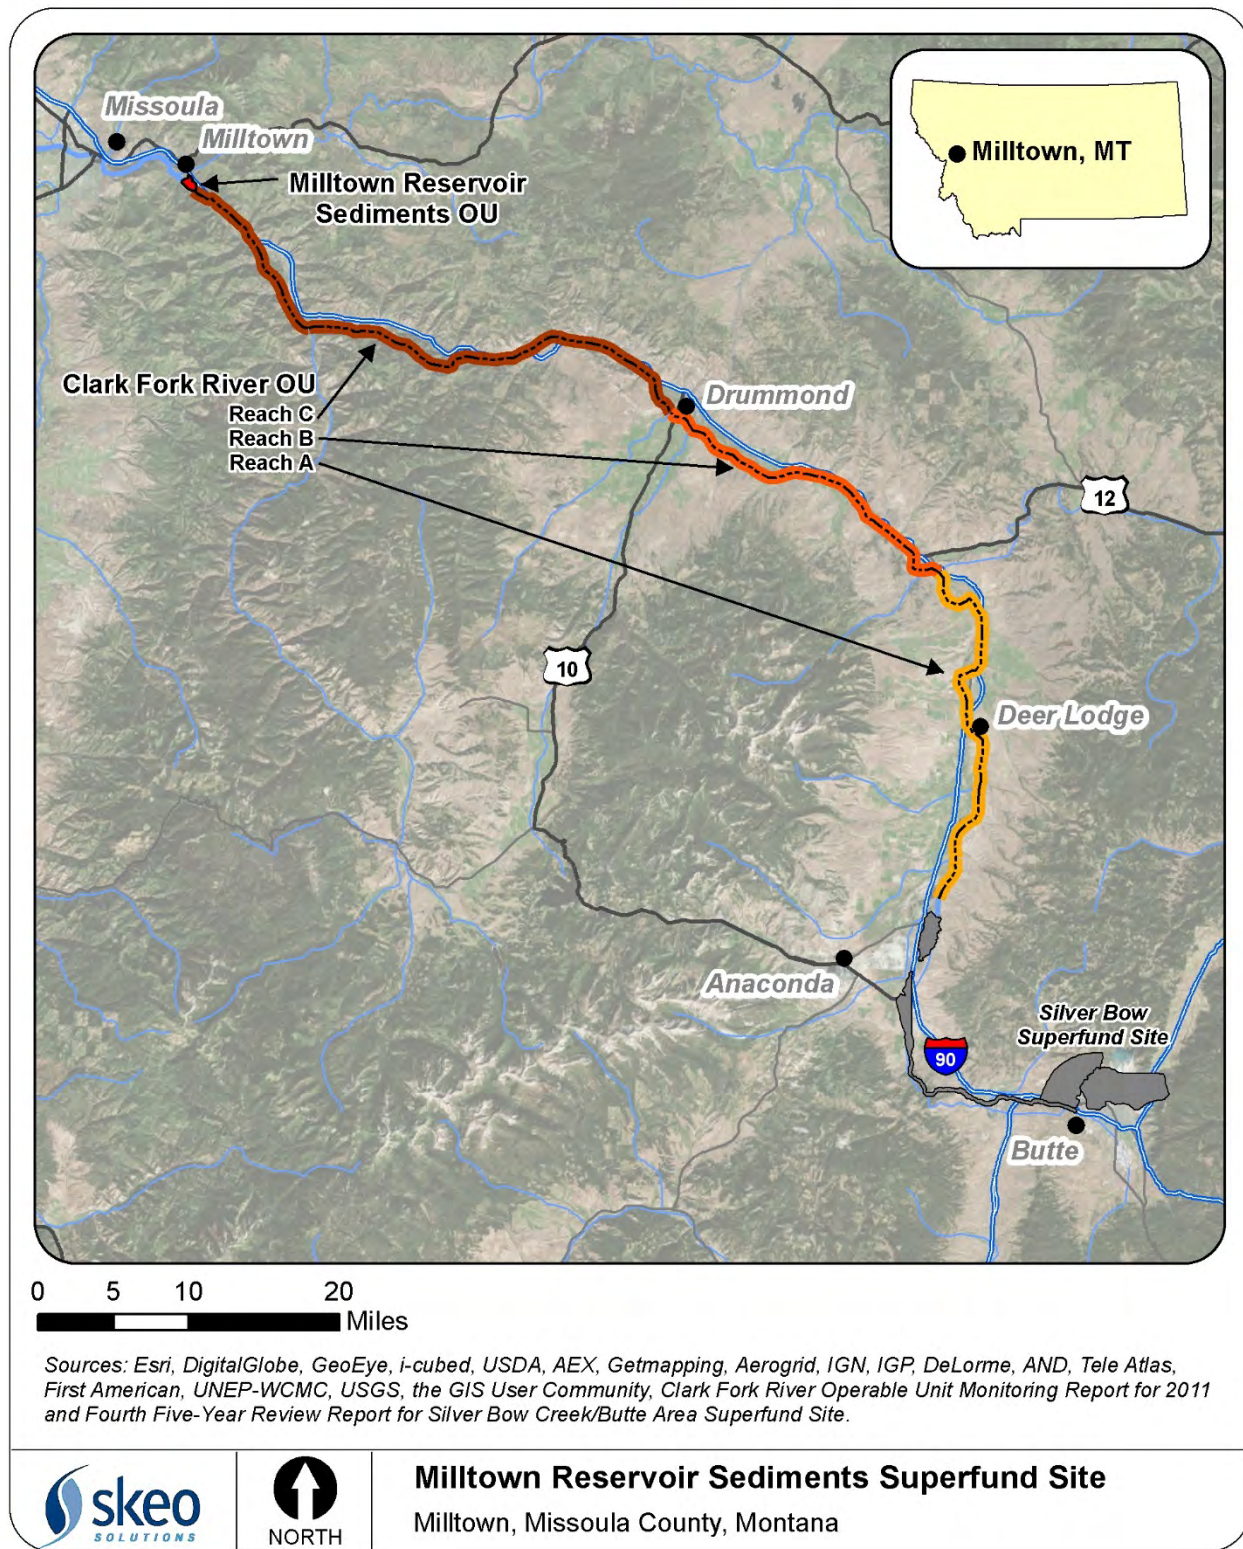 Missoula
Milltown
Milltown, MT
Milltown Reservoir
Sediments OU
Clark Fork River OU
Reach C
Reach B
Reach A
Drummond
12
10
Deer Lodge
Anaconda
Silver Bow
Superfund Site
90
Butte
0 5 10 20
Miles
Sources: Esri, DigitalGlobe, GeoEye, i-cubed, USDA, AEX, Getmapping, Aerogrid, IGN, IGP, DeLorme, AND, Tele Atlas,
First American, UNEP-WCMC, USGS, the GIS User Community, Clark Fork River Operable Unit Monitoring Report for 2011
and Fourth Five-Year Review Report for Silver Bow Creek/Butte Area Superfund Site.
skeo
SOLUTIONS
NORTH
Milltown Reservoir Sediments Superfund Site
Milltown, Missoula County, Montana